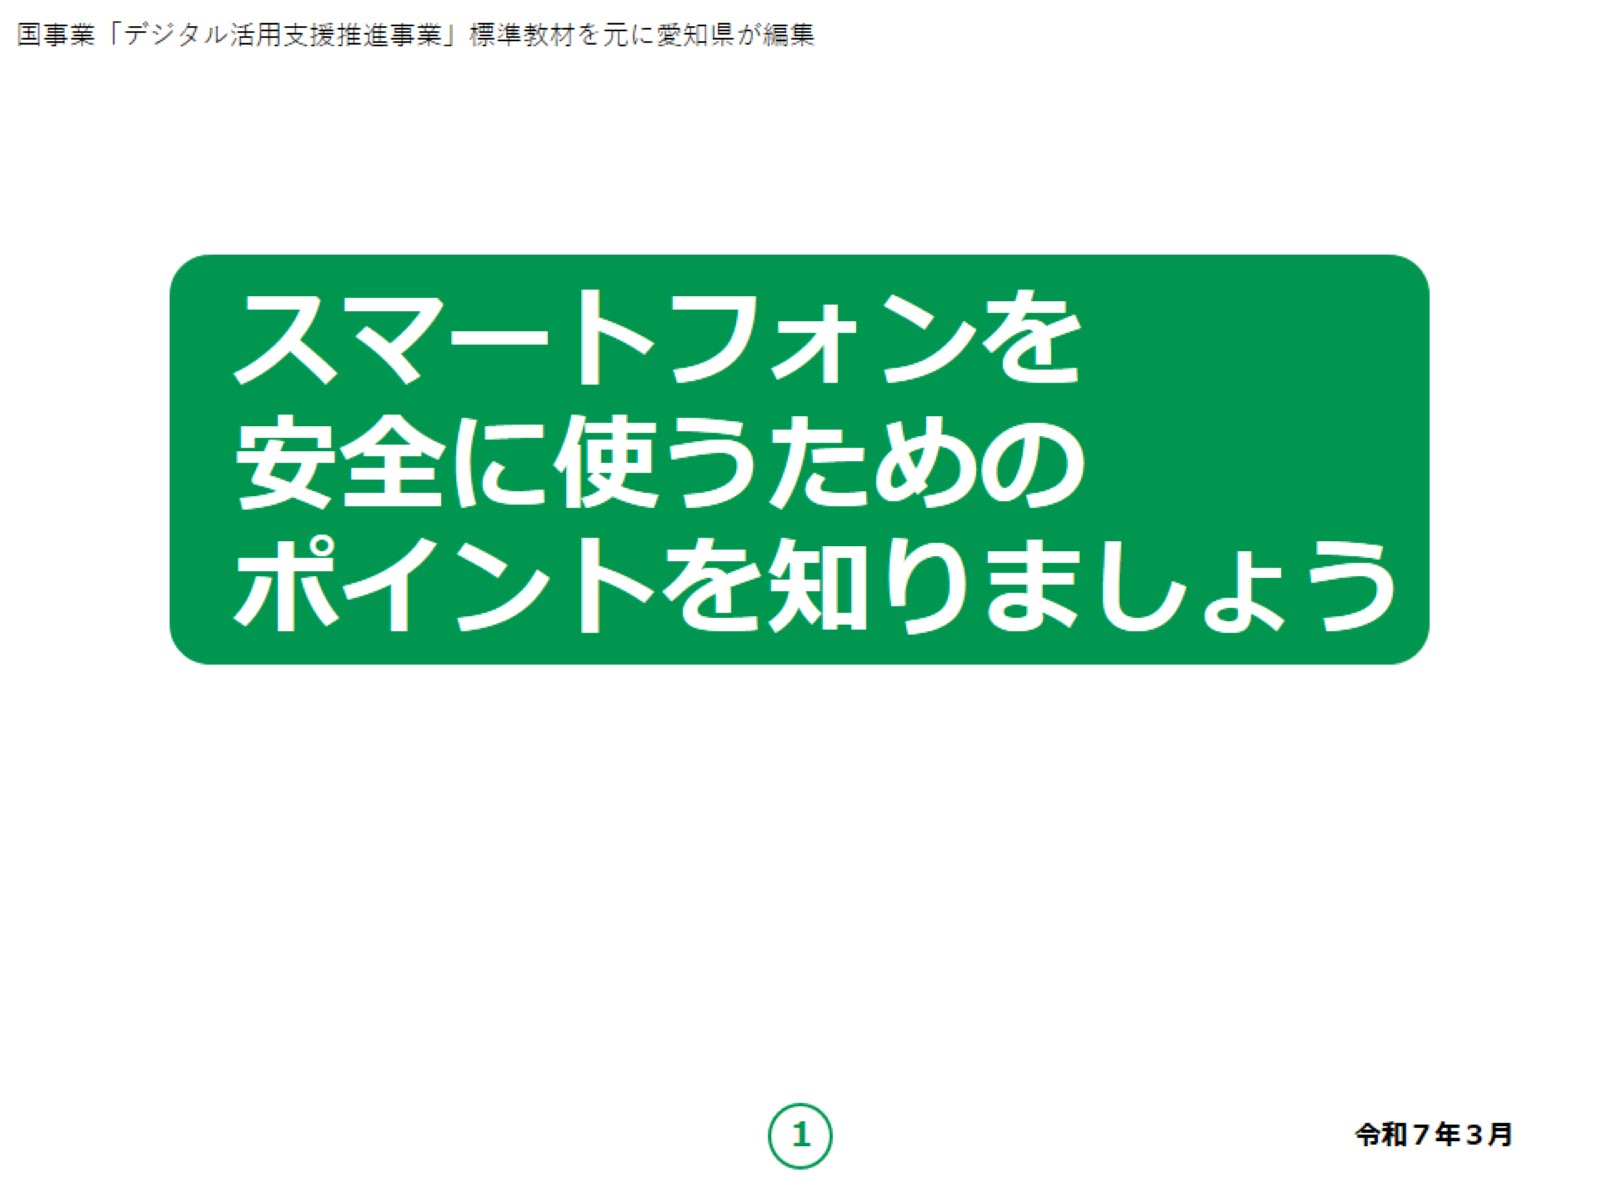 国事業「デジタル活用支援推進事業」標準教材を元に愛知県が編集
スマートフォンを
安全に使うための
ポイントを知りましょう
1
令和７年３月